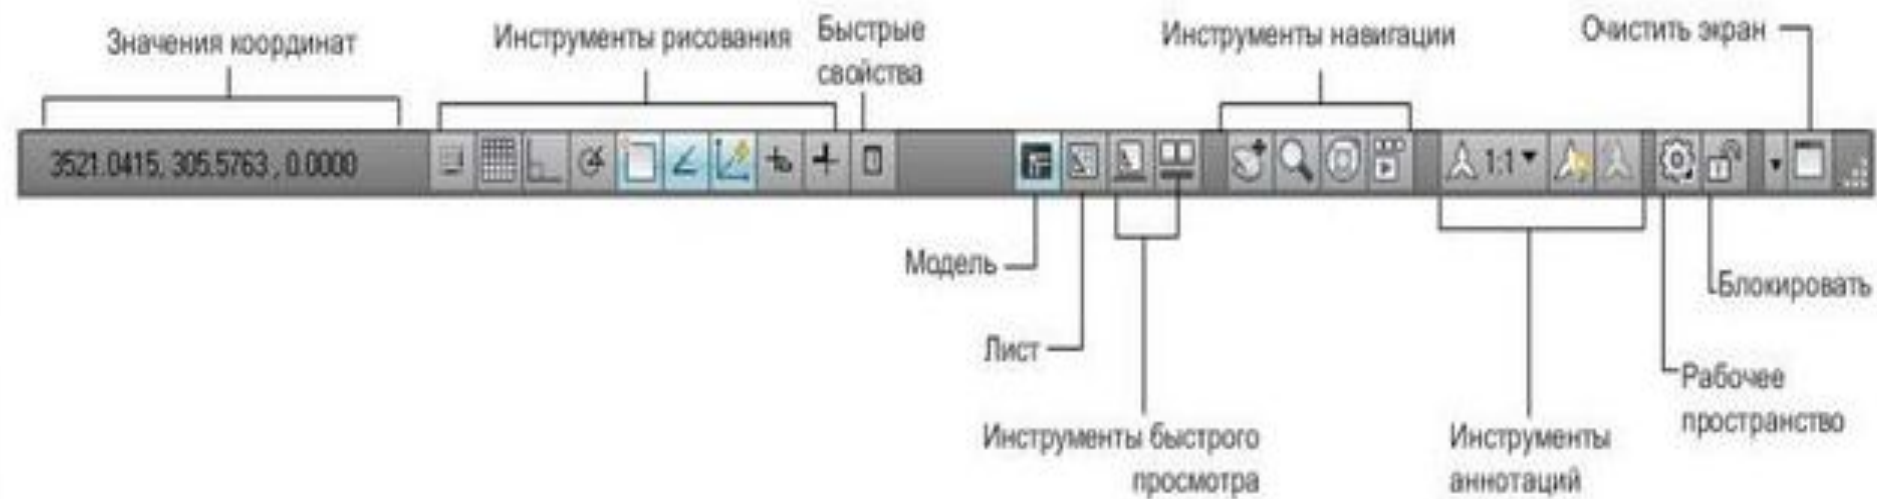 Значения координат
Инструменты рисования
Быстрые
свойства
Инструменты навигации
Очистить экран
3521.0415, 305.5763 , 0.0000
1:1
Модель
Блокировать
Лист
Рабочее
пространство
Инструменты быстрого
просмотра
Инструменты
аннотаций